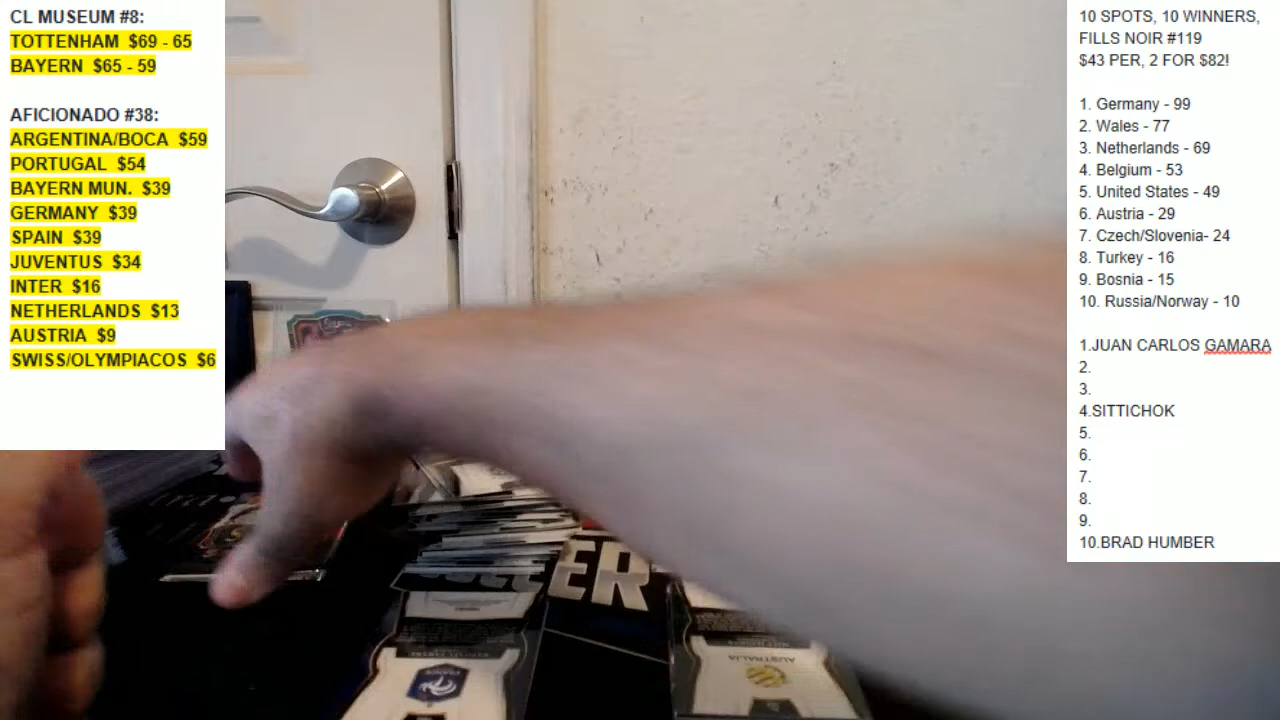 CL MUSEUM #8:
TOTTENHAM $69 - 65
BAYERN $65 - 59
AFICIONADO #38:
ARGENTINA/BOCA $59
PORTUGAL $54
BAYERN MUN. $39
GERMANY $39
SPAIN $39
JUVENTUS $34
INTER $16
NETHERLANDS $13
AUSTRIA $9
SWISS/OLYMPIACOS $6
10 SPOTS, 10 WINNERS,
FILLS NOIR #119
$43 PER, 2 FOR $82!
1. Germany - 99
2. Wales - 77
3. Netherlands - 69
4. Belgium - 53
5. United States - 49
6. Austria - 29
7. Czech/Slovenia- 24
8. Turkey - 16
9. Bosnia - 15
10. Russia/Norway - 10
1.JUAN CARLOS GAMARA
2.
3.
4.SITTICHOK
5.
6.
7.
8.
9.
10.BRAD HUMBER
SOCCER
FRANCE
AUSTRALIA